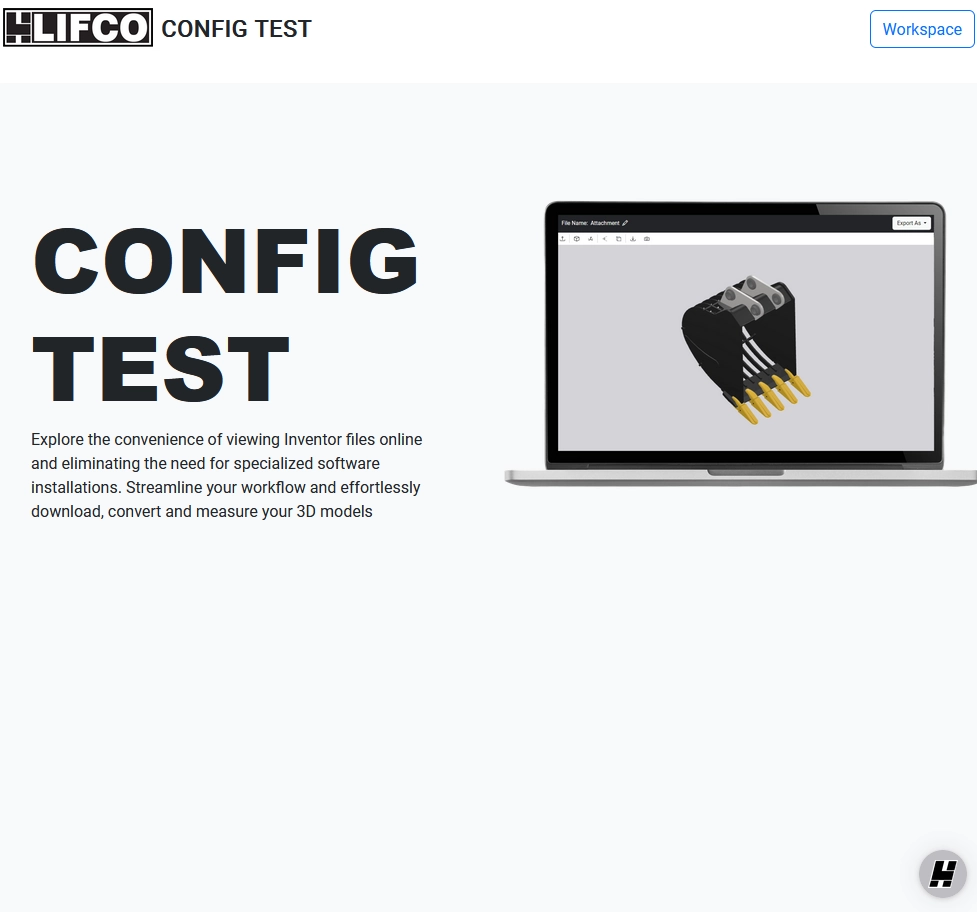 LIFCO CONFIG TEST
Workspace
CONFIG
TEST
Explore the convenience of viewing Inventor files online
and eliminating the need for specialized software
installations. Streamline your workflow and effortlessly
download, convert and measure your 3D models
File Name: Attachment
Export As